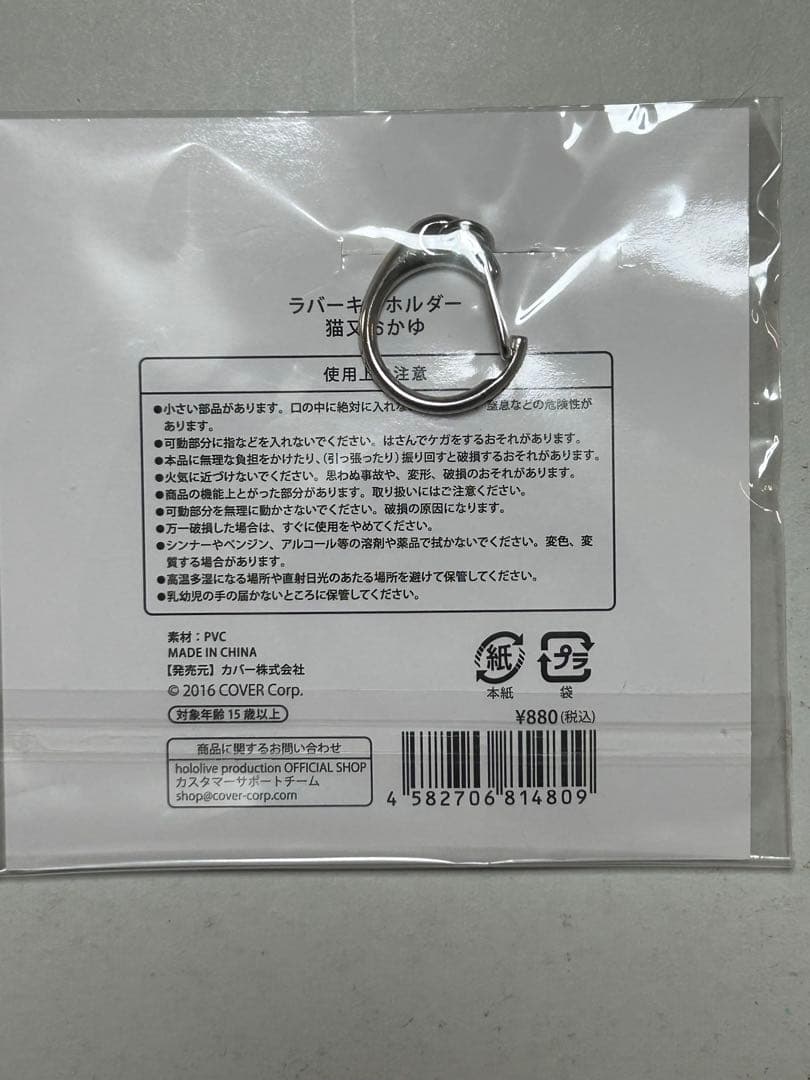 ラバーキ ホルダー
猫又 かゆ
使用上 注意
●小さい部品があります。口の中に絶対に入れな 窒息などの危険性が
あります。
●可動部分に指などを入れないでください。はさんでケガをするおそれがあります。
●本品に無理な負担をかけたり、(引っ張ったり)振り回すと破損するおそれがあります。
●火気に近づけないでください。思わぬ事故や、変形、破損のおそれがあります。
●商品の機能上とがった部分があります。取り扱いにはご注意ください。
●可動部分を無理に動かさないでください。破損の原因になります。
●万一破損した場合は、すぐに使用をやめてください。
●シンナーやベンジン、アルコール等の溶剤や薬品で拭かないでください。変色、変
質する場合があります。
●高温多湿になる場所や直射日光のあたる場所を避けて保管してください。
●乳幼児の手の届かないところに保管してください。
素材:PVC
MADE IN CHINA
【発売元】カバー株式会社
© 2016 COVER Corp.
対象年齢15歳以上
紙
本紙
プラ
袋
¥880(税込)
商品に関するお問い合わせ
hololive production OFFICIAL SHOP
カスタマーサポートチーム
shop@cover-corp.com
4 582706 814809